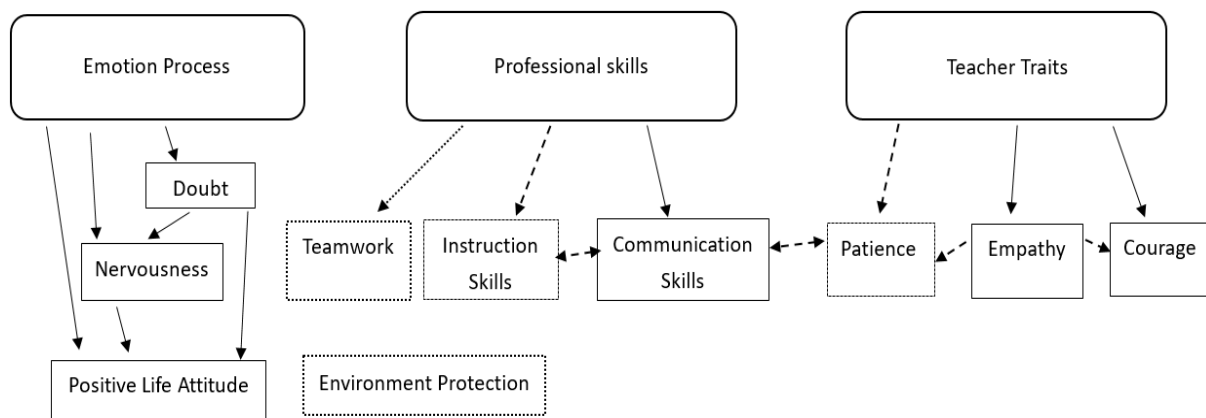 Emotion Process
Professional skills
Teacher Traits
Doubt
Teamwork
Instruction
Skills
Communication
Skills
Patience
Empathy
Courage
Nervousness
Positive Life Attitude
Environment Protection